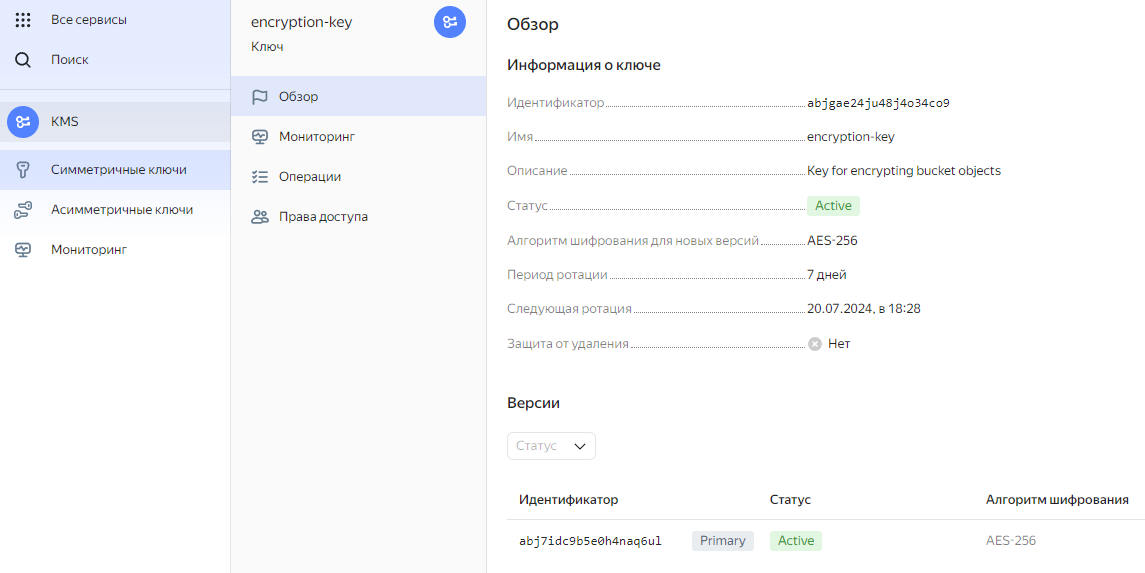 Все сервисы
Поиск
KMS
Симметричные ключи
Асимметричные ключи
Мониторинг
encryption-key
Ключ
Обзор
Мониторинг
Операции
Права доступа
Обзор
Информация о ключе
Идентификатор abjgae24ju48j4o34co9
Имя encryption-key
Описание Key for encrypting bucket objects
Статус Active
Алгоритм шифрования для новых версий AES-256
Период ротации 7 дней
Следующая ротация 20.07.2024, в 18:28
Защита от удаления Нет
Версии
Статус
Идентификатор Статус Алгоритм шифрования
abj7idc9b5e0h4naq6ul Primary Active AES-256